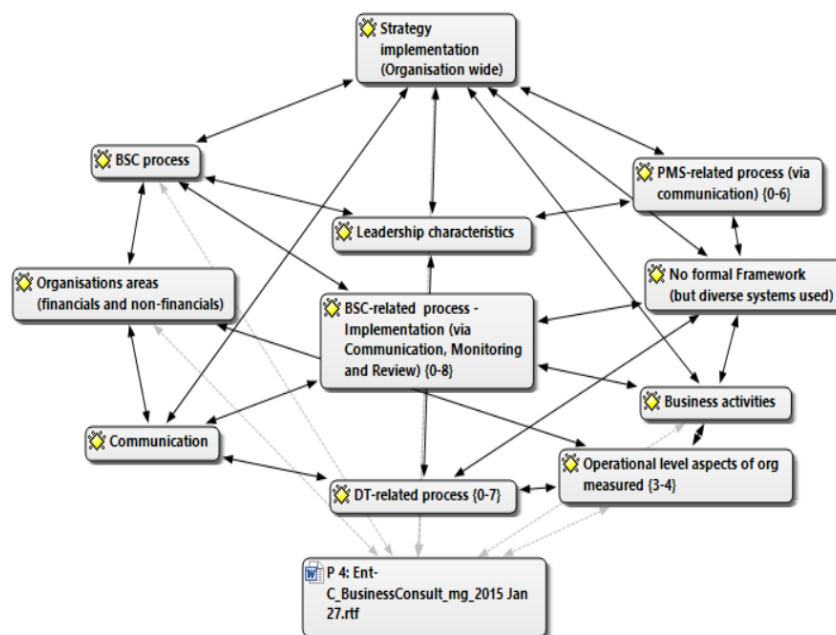 Strategy
implementation
(Organisation wide)
BSC process
PMS-related process (via
communication) {0-6}
Leadership characteristics
Organisations areas
(financials and non-financials)
No formal Framework
(but diverse systems used)
BSC-related process -
Implementation (via
Communication, Monitoring
and Review) {0-8}
Business activities
Communication
Operational level aspects of org
measured {3-4}
DT-related process {0-7}
P 4: Ent-
C_BusinessConsult_mg_2015 Jan
27.rtf